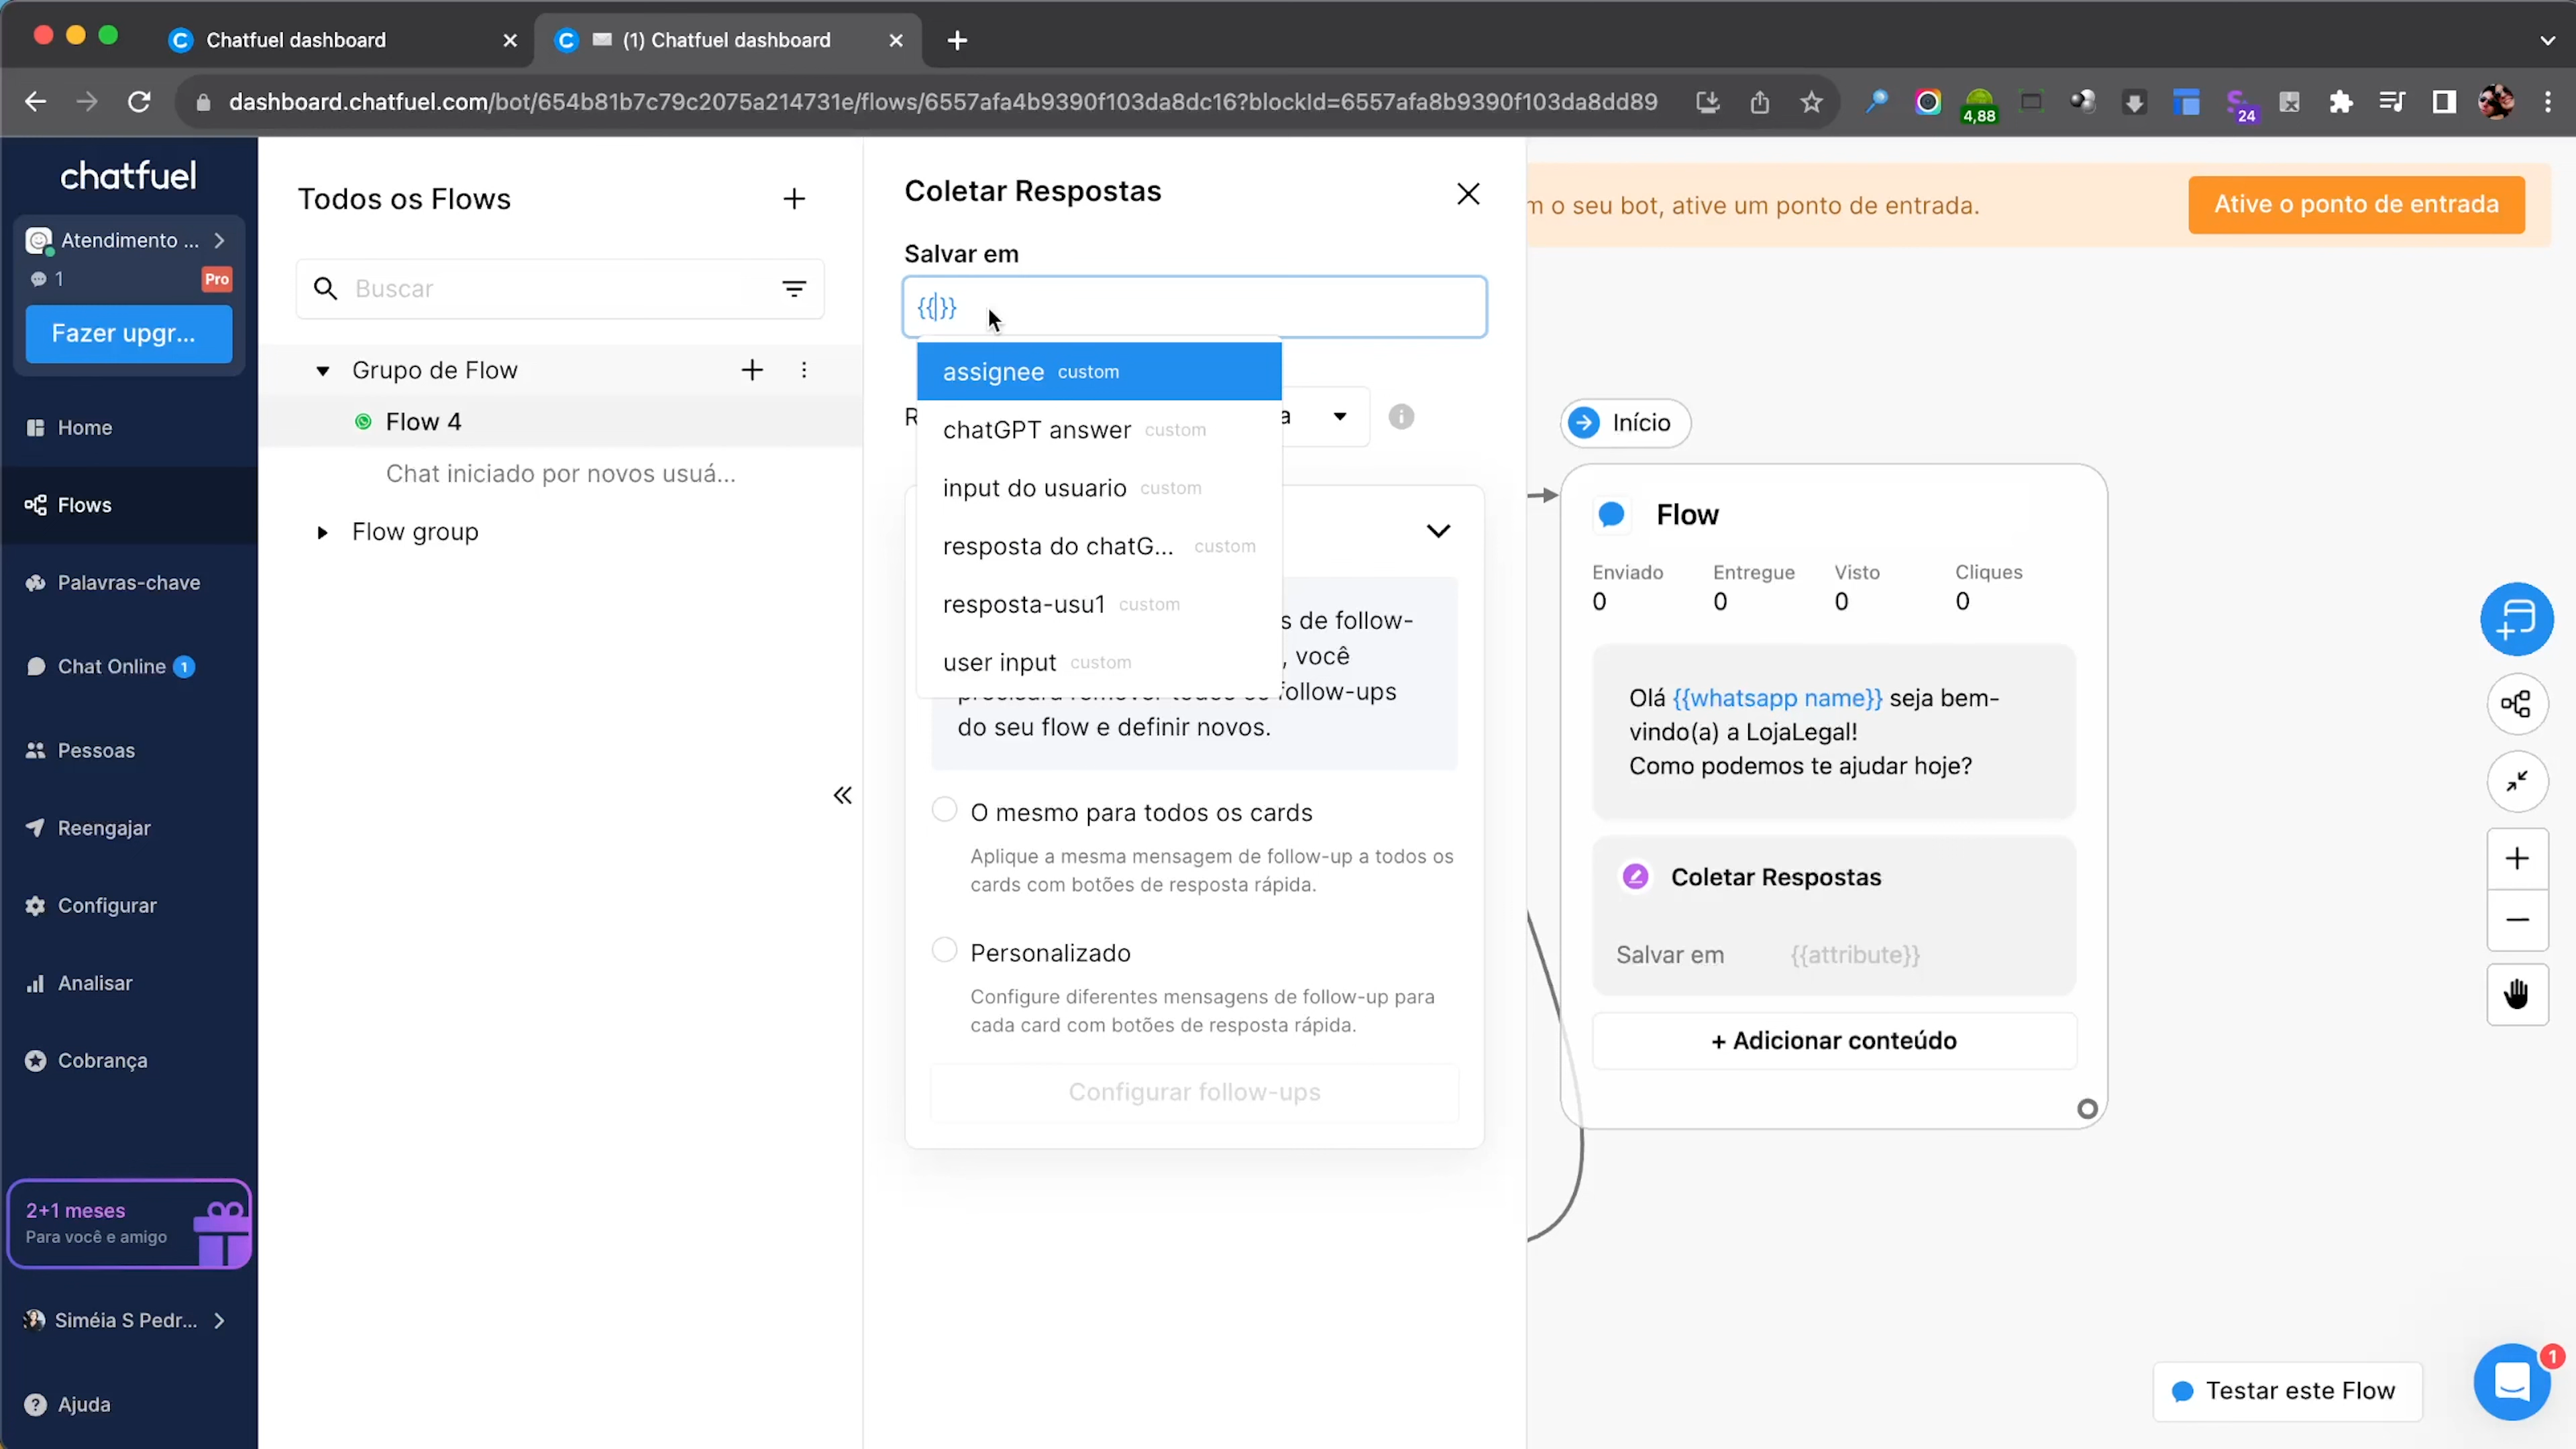 Chatfuel dashboard
(1) Chatfuel dashboard
dashboard.chatfuel.com/bot/654b81b7c79c2075a214731e/flows/6557afa4b9390f103da8dc16?blockId=6557afa8b9390f103da8dd89
4,88
24
chatfuel
Atendimento ...
1
Pro
Fazer upgr...
Home
Flows
Palavras-chave
Chat Online 1
Pessoas
Reengajar
Configurar
Analisar
Cobrança
2+1 meses
Para você e amigo
Siméia S Pedr...
Ajuda
Todos os Flows
Buscar
Grupo de Flow
Flow 4
Chat iniciado por novos usuá...
Flow group
Coletar Respostas
Salvar em
{{}}
assignee custom
chatGPT answer custom
input do usuario custom
resposta do chatG... custom
resposta-usu1 custom
user input custom
R
a
s de follow-
, você
precisará remover todos os follow-ups
do seu flow e definir novos.
O mesmo para todos os cards
Aplique a mesma mensagem de follow-up a todos os
cards com botões de resposta rápida.
Personalizado
Configure diferentes mensagens de follow-up para
cada card com botões de resposta rápida.
Configurar follow-ups
m o seu bot, ative um ponto de entrada.
Ative o ponto de entrada
Início
Flow
Enviado Entregue Visto Cliques
0 0 0 0
Olá {{whatsapp name}} seja bem-
vindo(a) a LojaLegal!
Como podemos te ajudar hoje?
Coletar Respostas
Salvar em {{attribute}}
+ Adicionar conteúdo
Testar este Flow
1